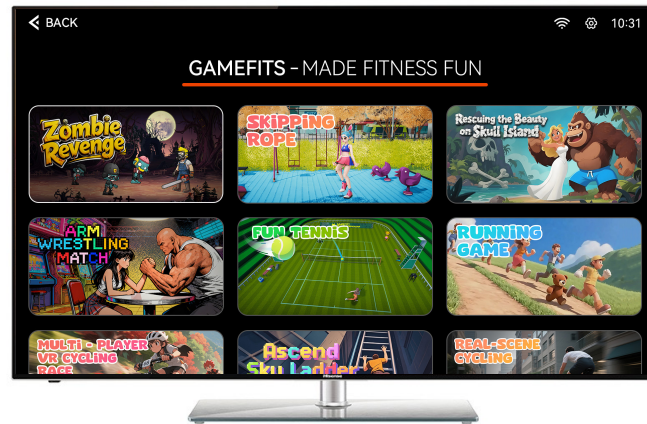 BACK
10:31
GAMEFITS - MADE FITNESS FUN
Zombie
Revenge
SKIPPING
ROPE
Rescuing the Beauty
on Skull Island
ARM
WRESTLING
MATCH
FUN TENNIS
RUNNING
GAME
MULTi - PLAYER
VR CYCLING
RACE
Ascend
Sky Ladder
REAL-SCENE
CYCLING
Hisense